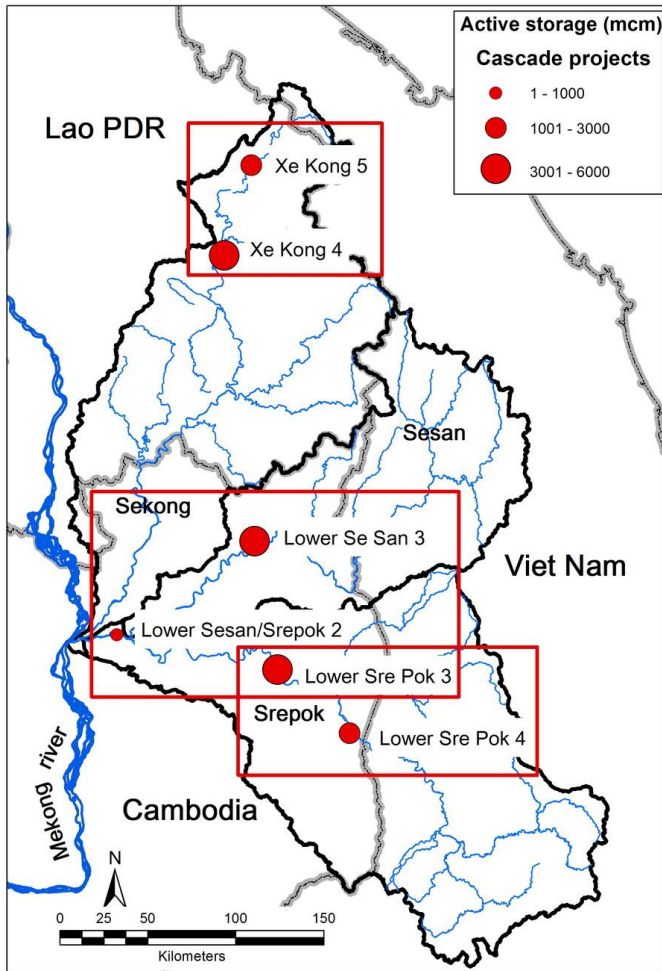 Active storage (mcm)
Cascade projects
1 - 1000
1001 - 3000
3001 - 6000
Lao PDR
Xe Kong 5
Xe Kong 4
Sesan
Sekong
Lower Se San 3
Viet Nam
Lower Sesan/Srepok 2
Lower Sre Pok 3
Srepok
Lower Sre Pok 4
Mekong river
Cambodia
N
0 25 50 100 150
Kilometers